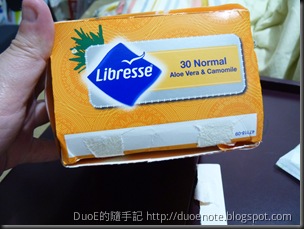 Libresse
30 Normal
Aloe Vera & Camomile
DuoE的隨手記 http://duoenote.blogspot.com